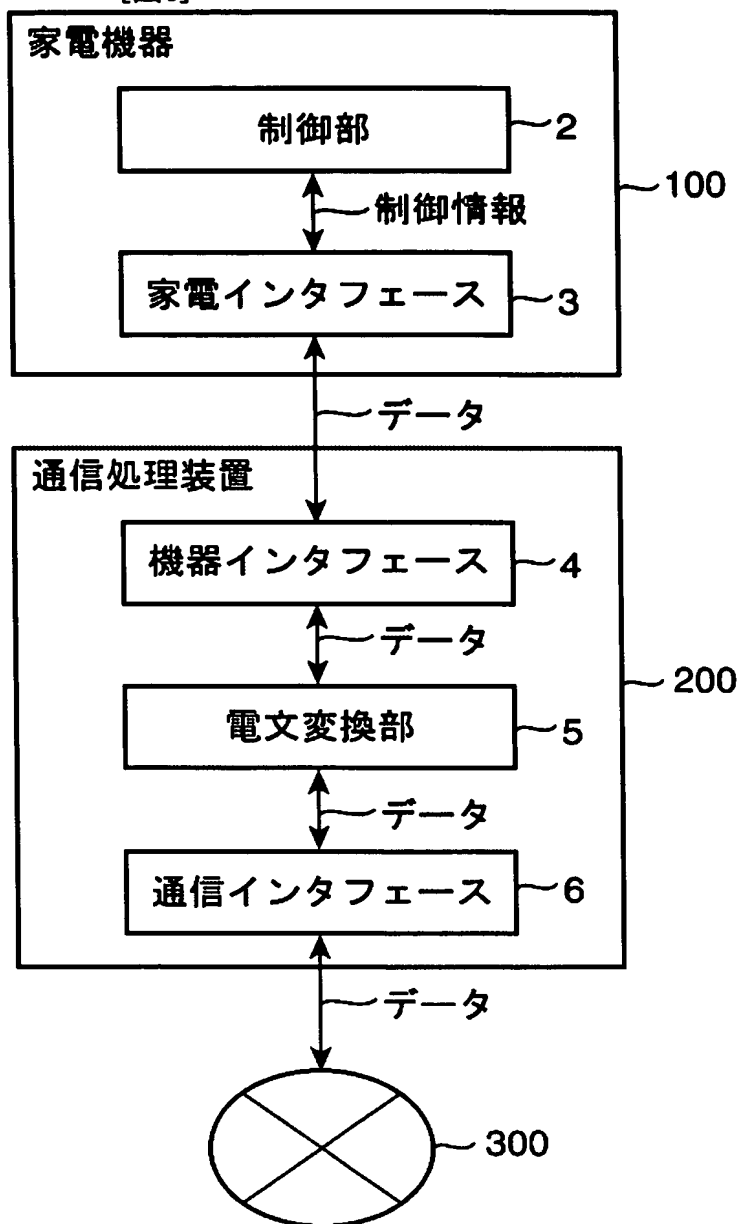 家電機器
制御部
2
100
制御情報
家電インタフェース
3
データ
通信処理装置
機器インタフェース
4
データ
200
電文変換部
5
データ
通信インタフェース
6
データ
300